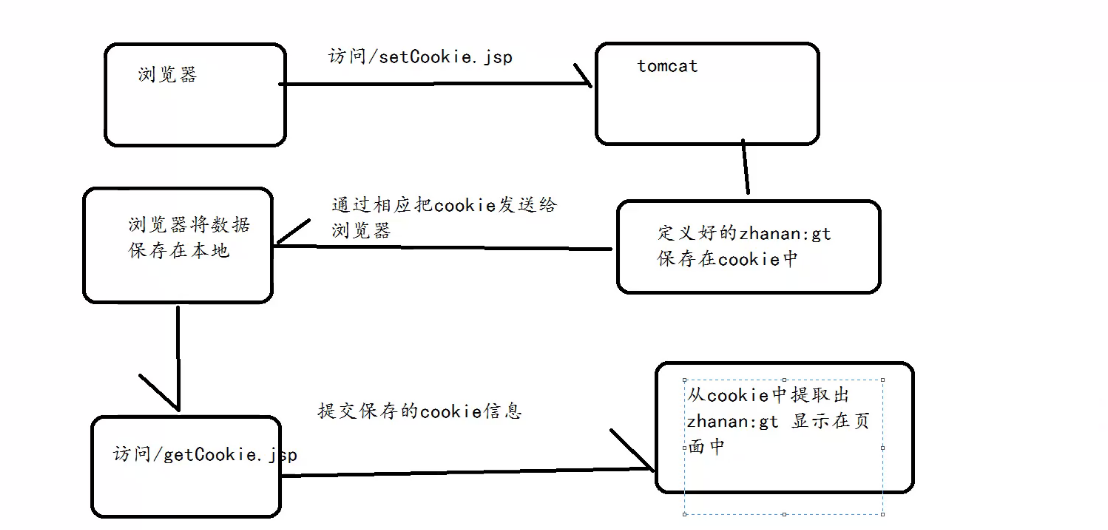 浏览器
访问/setCookie.jsp
tomcat
浏览器将数据
保存在本地
通过相应把cookie发送给
浏览器
定义好的zhanan:gt
保存在cookie中
访问/getCookie.jsp
提交保存的cookie信息
从cookie中提取出
zhanan:gt 显示在页
面中